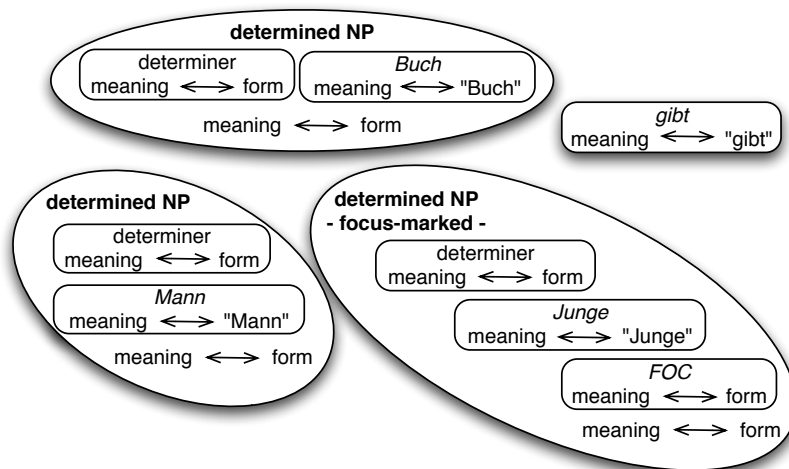 determined NP
determiner
meaning ⟷ form
Buch
meaning ⟷ "Buch"
meaning ⟷ form
gibt
meaning ⟷ "gibt"
determined NP
determiner
meaning ⟷ form
Mann
meaning ⟷ "Mann"
meaning ⟷ form
determined NP
- focus-marked -
determiner
meaning ⟷ form
Junge
meaning ⟷ "Junge"
FOC
meaning ⟷ form
meaning ⟷ form